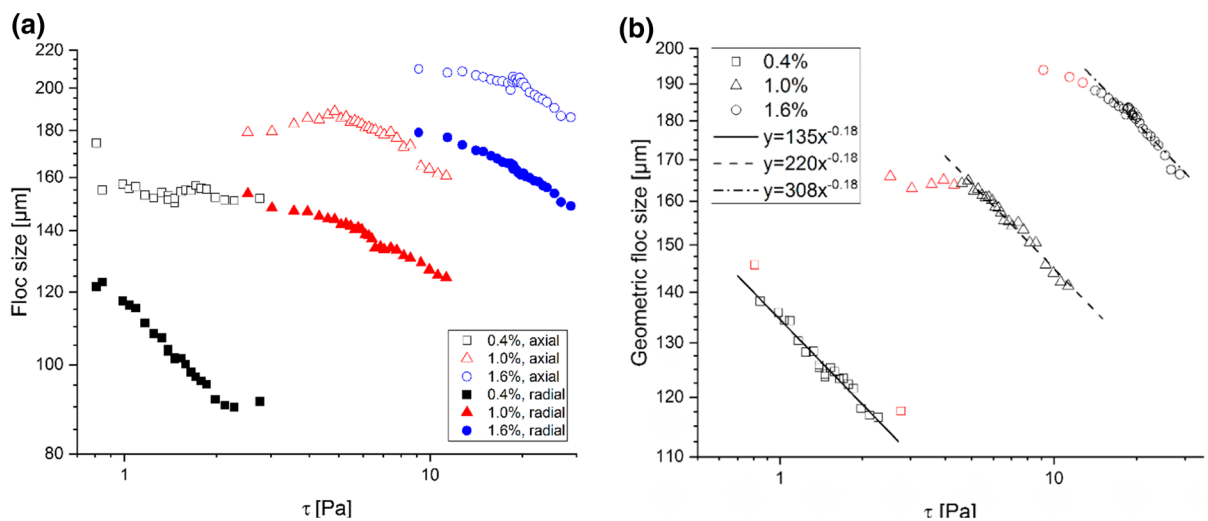 (a)
220
200
180
160
140
120
100
80
Floc size [µm]
1
10
τ [Pa]
0.4%, axial
1.0%, axial
1.6%, axial
0.4%, radial
1.0%, radial
1.6%, radial
(b)
200
190
180
170
160
150
140
130
120
110
Geometric floc size [µm]
1
10
τ [Pa]
0.4%
1.0%
1.6%
y=135x-0.18
y=220x-0.18
y=308x-0.18